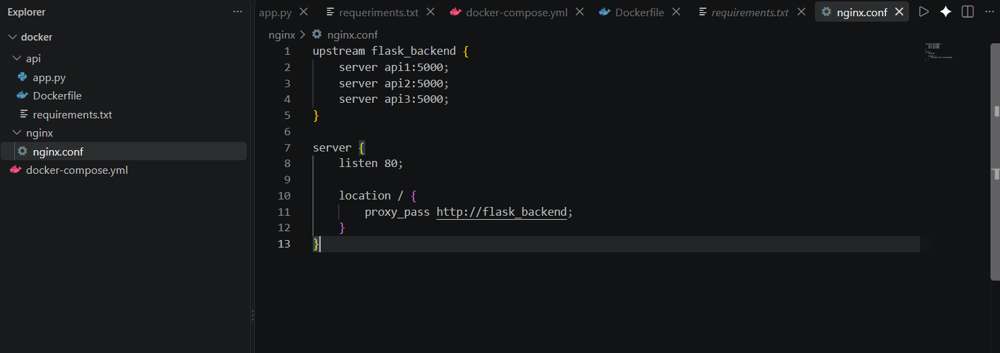 Explorer ···
docker
api
app.py
Dockerfile
requirements.txt
nginx
nginx.conf
docker-compose.yml
app.py requeriments.txt docker-compose.yml Dockerfile requirements.txt nginx.conf ···
nginx > nginx.conf
1 upstream flask_backend {
2     server api1:5000;
3     server api2:5000;
4     server api3:5000;
5 }
6
7 server {
8     listen 80;
9
10     location / {
11         proxy_pass http://flask_backend;
12     }
13 }